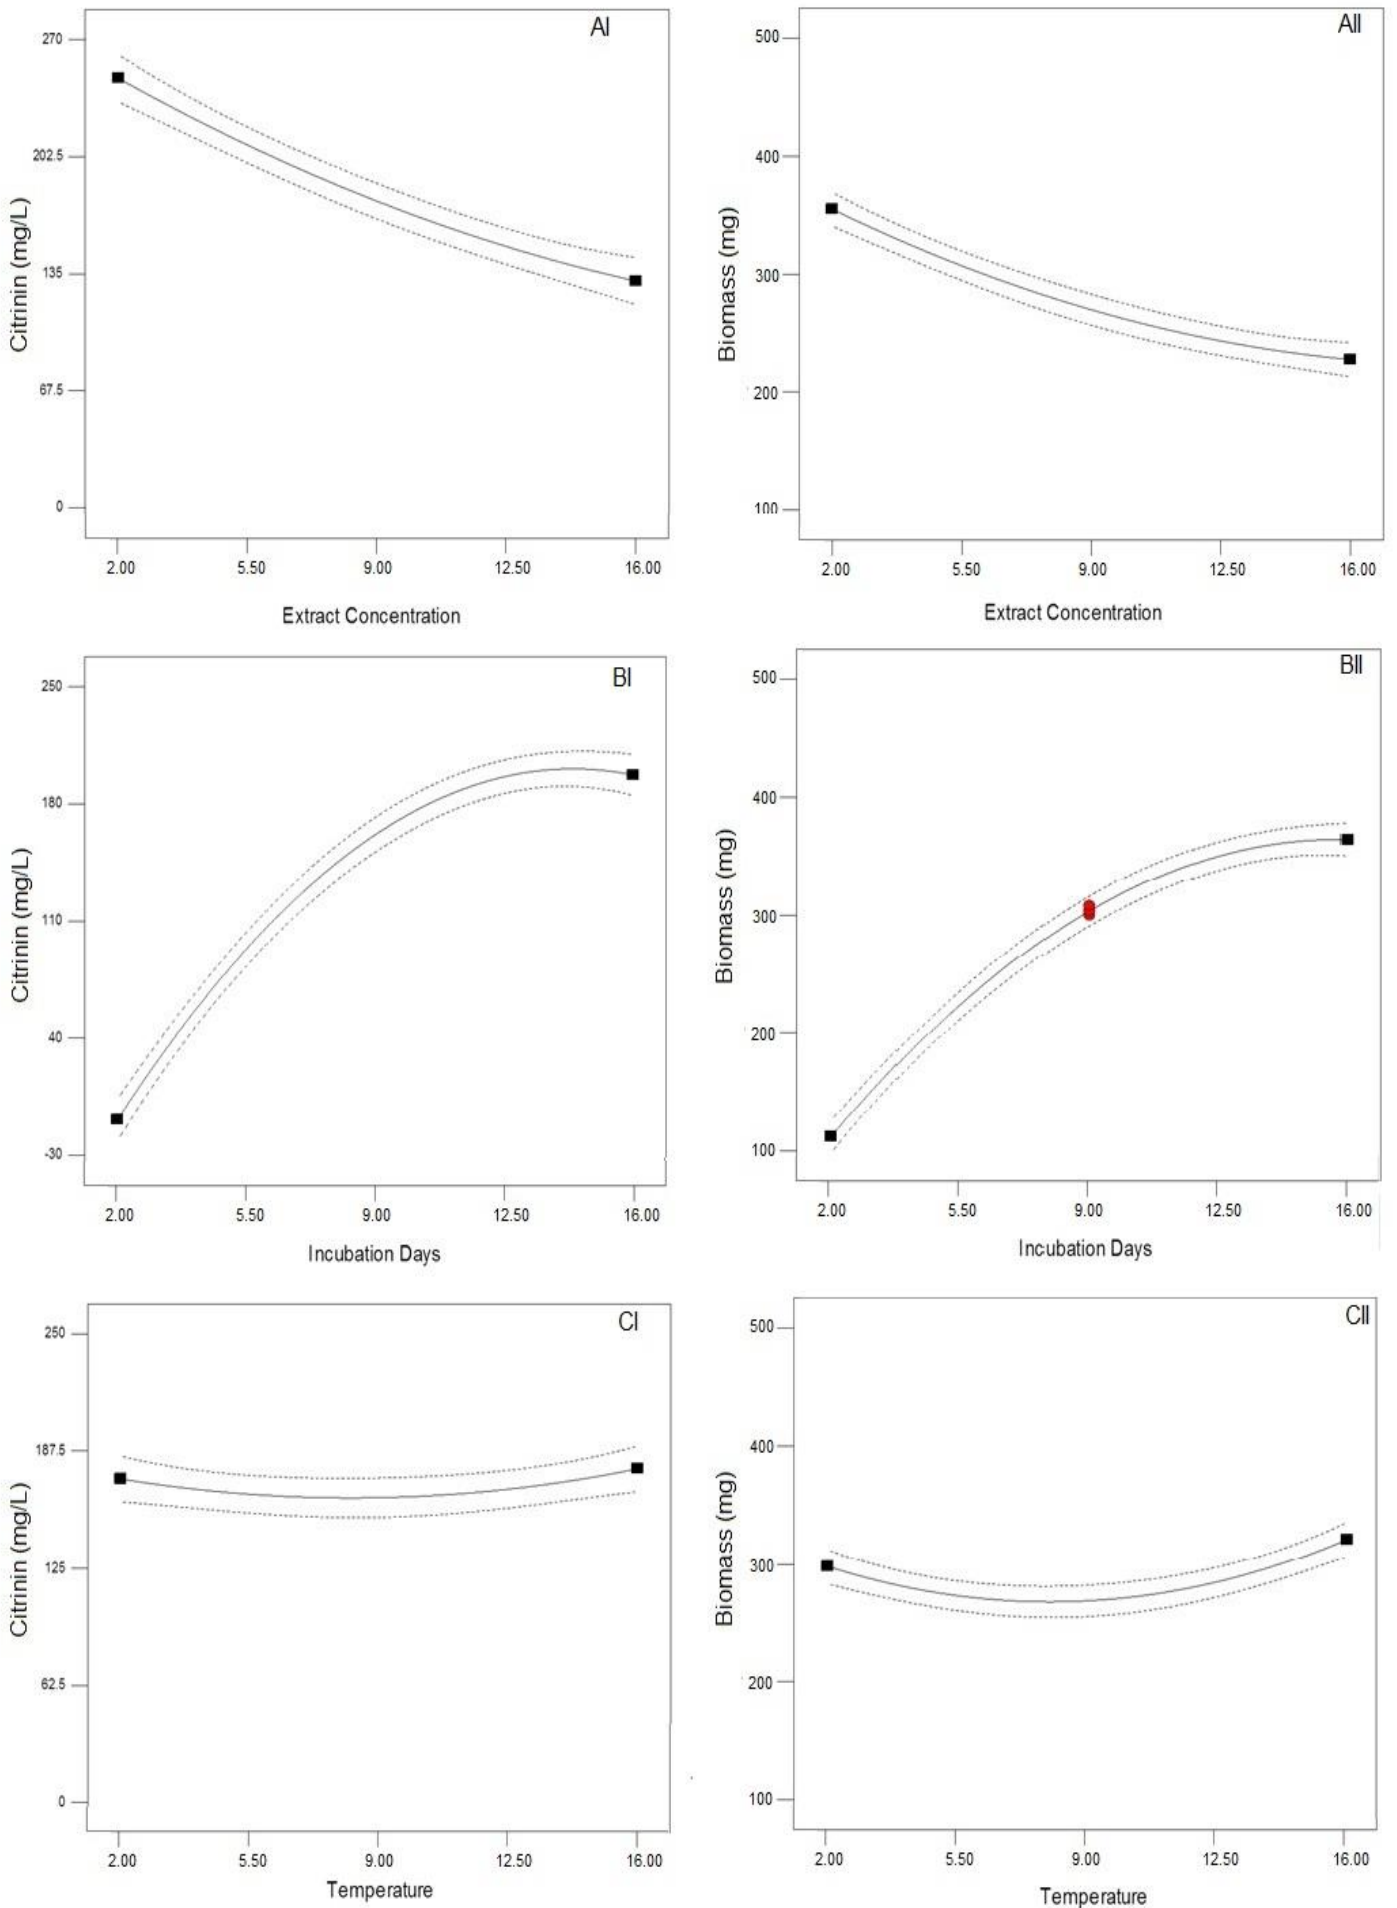 AI
270
202.5
135
67.5
0
Citrinin (mg/L)
2.00 5.50 9.00 12.50 16.00
Extract Concentration
AII
500
400
300
200
100
Biomass (mg)
2.00 5.50 9.00 12.50 16.00
Extract Concentration
BI
250
180
110
40
-30
Citrinin (mg/L)
2.00 5.50 9.00 12.50 16.00
Incubation Days
BII
500
400
300
200
100
Biomass (mg)
2.00 5.50 9.00 12.50 16.00
Incubation Days
CI
250
187.5
125
62.5
0
Citrinin (mg/L)
2.00 5.50 9.00 12.50 16.00
Temperature
CII
500
400
300
200
100
Biomass (mg)
2.00 5.50 9.00 12.50 16.00
Temperature